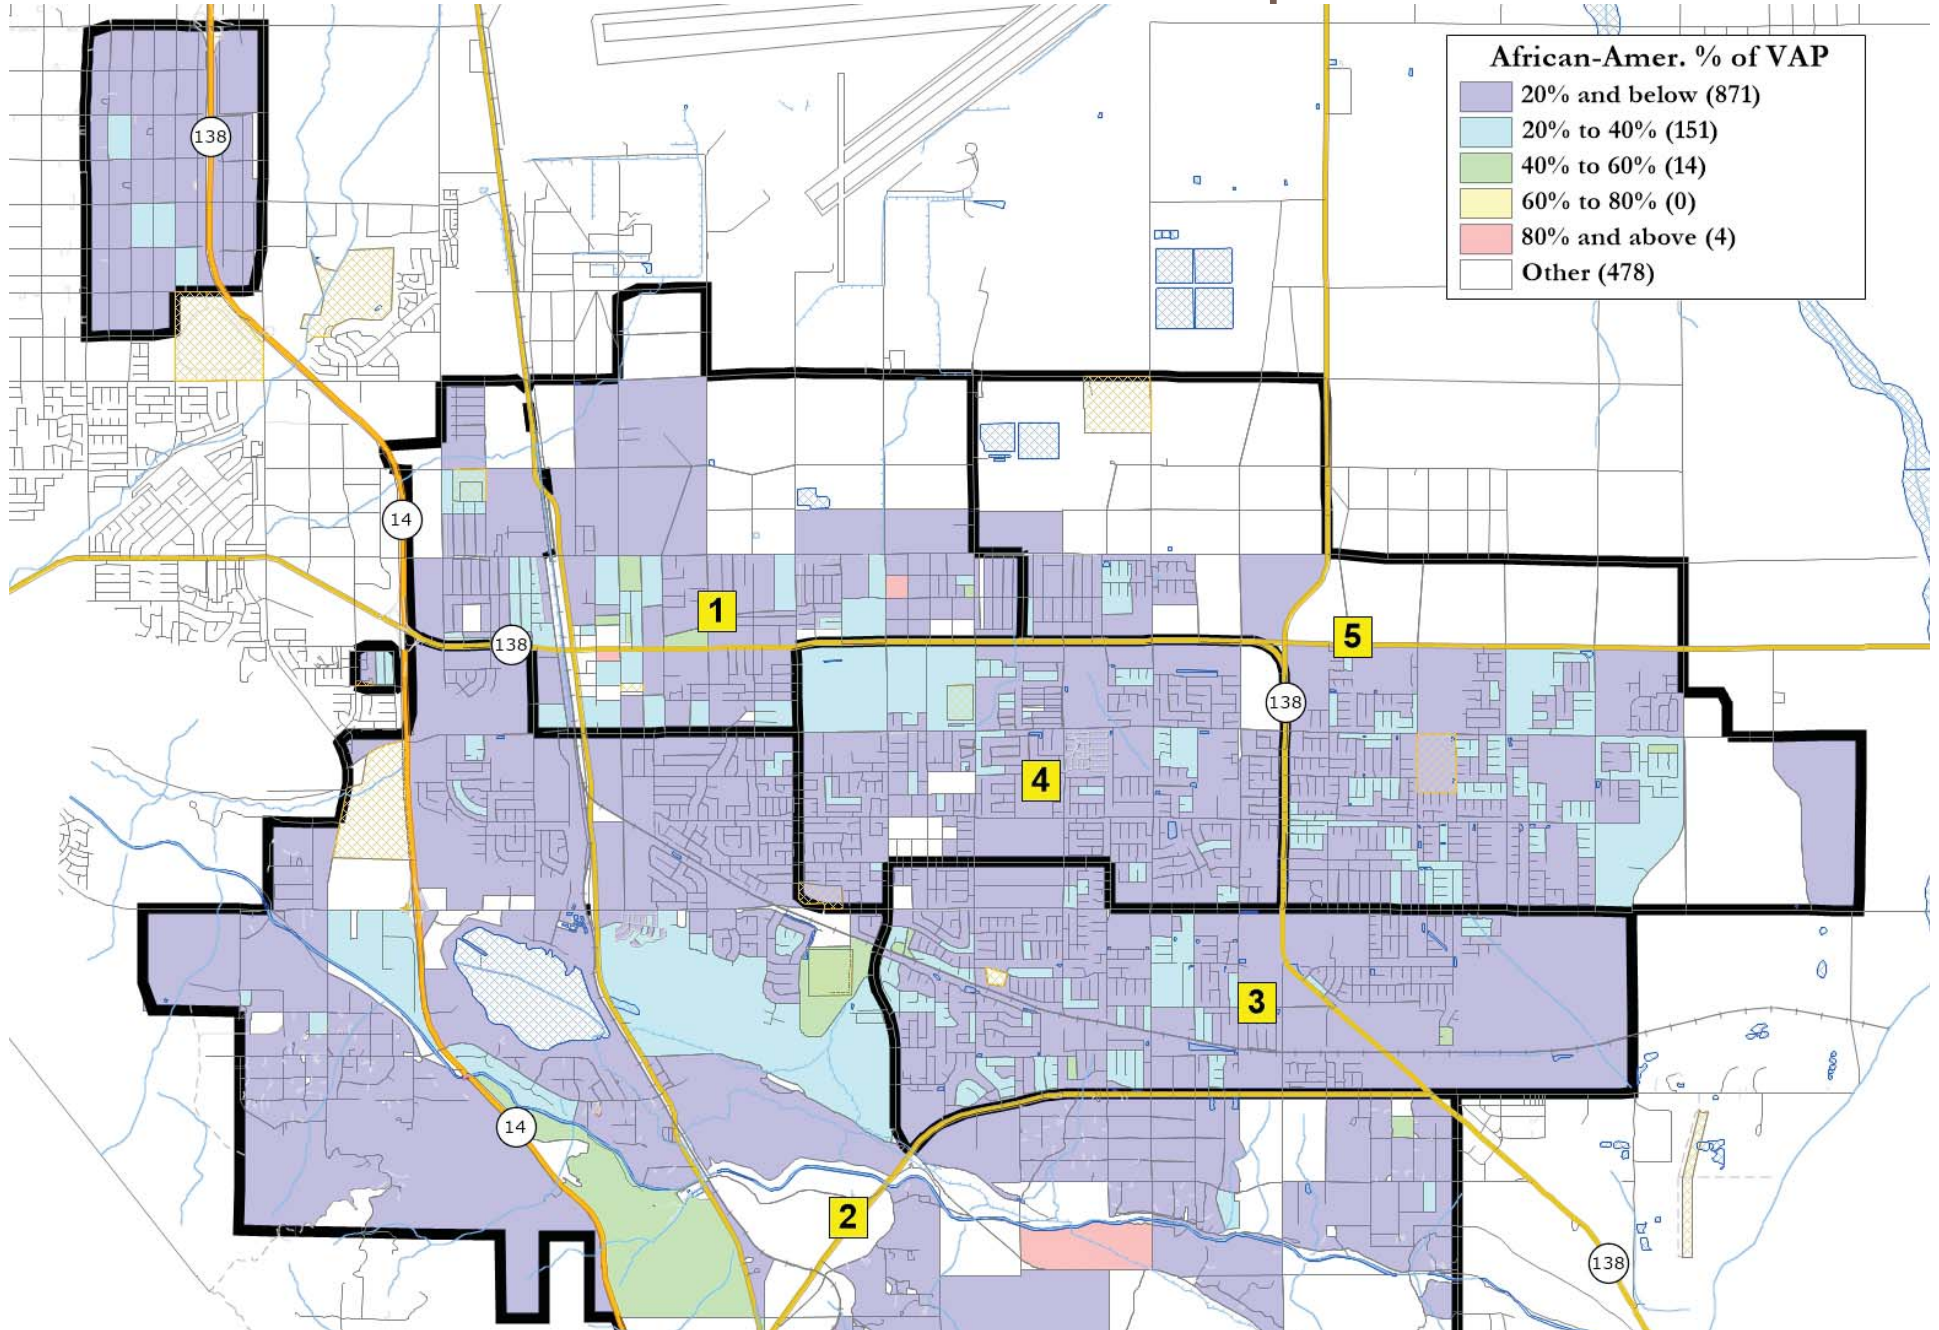 African-Amer. % of VAP
20% and below (871)
20% to 40% (151)
40% to 60% (14)
60% to 80% (0)
80% and above (4)
Other (478)
138
14
1
138
5
138
4
3
14
2
138